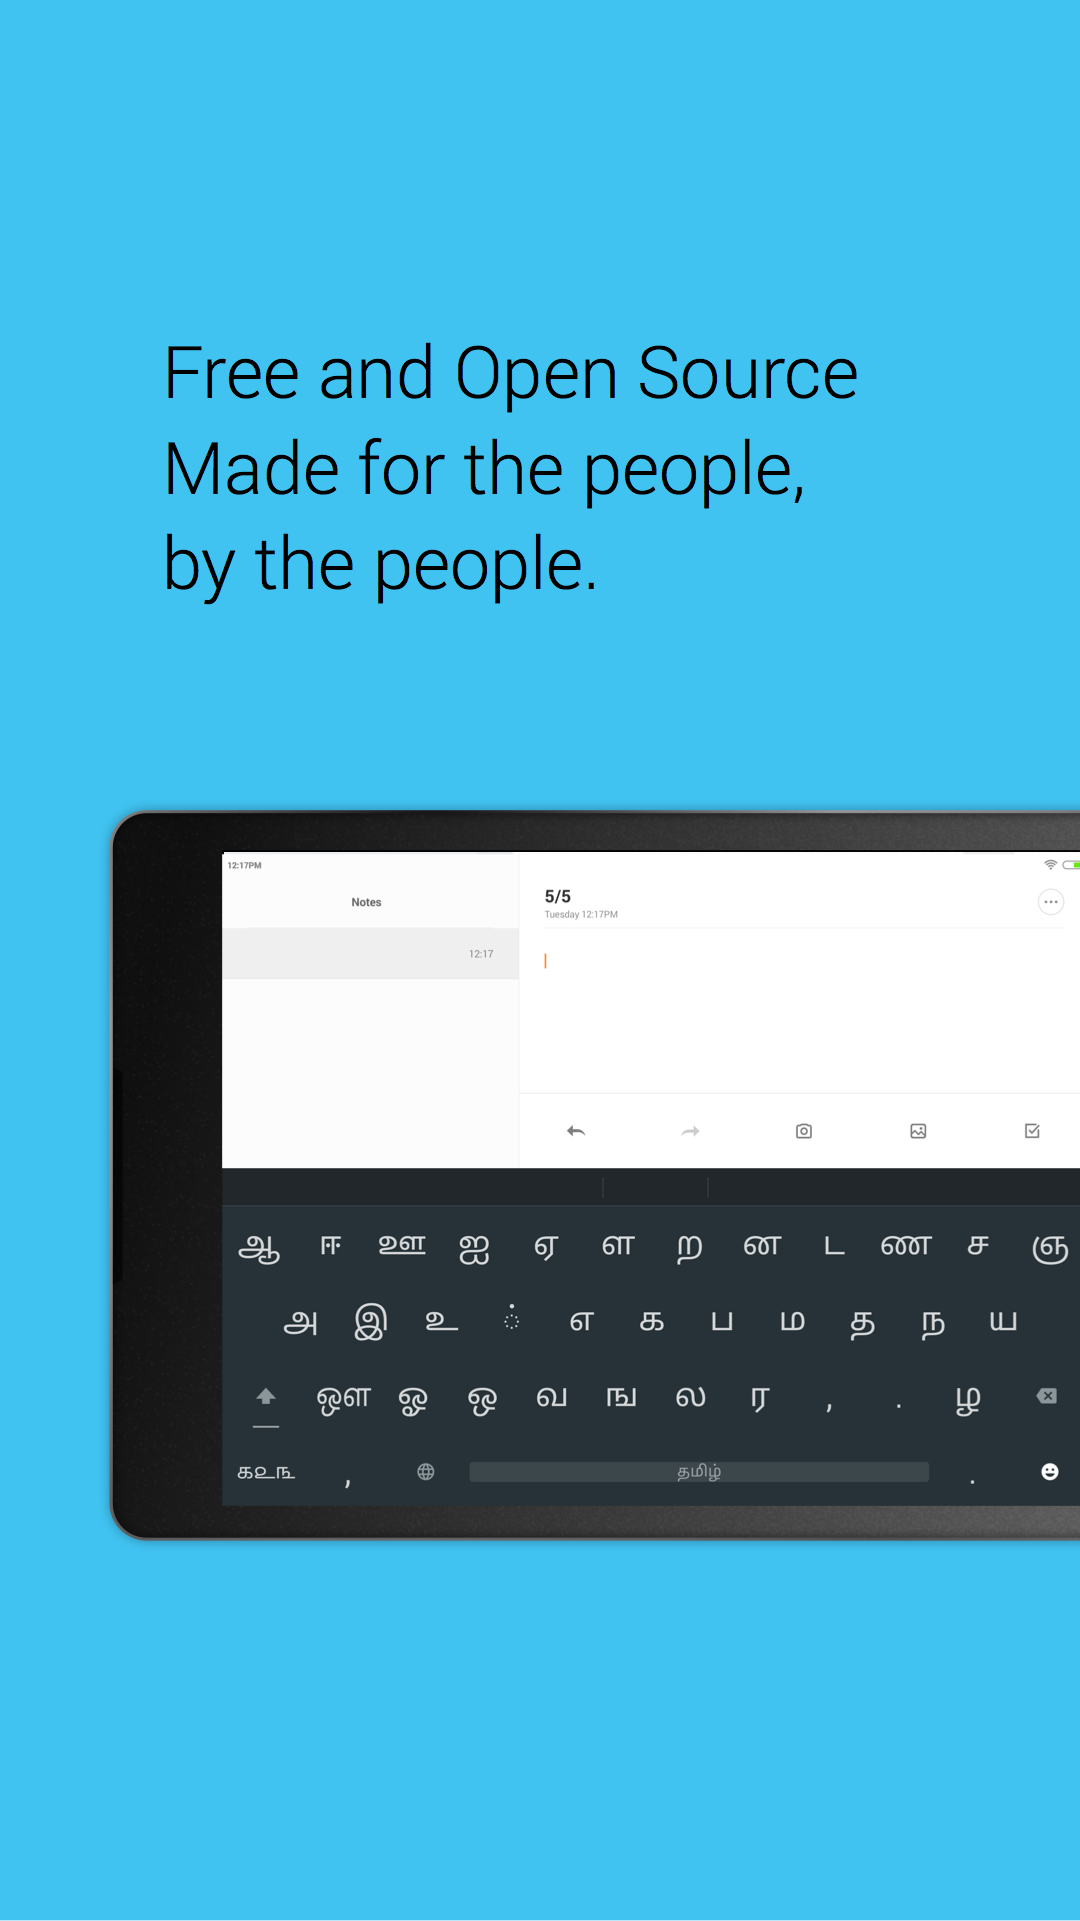 Free and Open Source
Made for the people,
by the people.
12:17PM
Notes
5/5
Tuesday 12:17PM
12:17
ஆ ஈ ஊ ஐ ஏ ள ற ன ட ண ச ஞ
அ இ உ ் எ க ப ம த ந ய
ஔ ஓ ஒ வ ங ல ர , . ழ
௧௨௩ , தமிழ் .